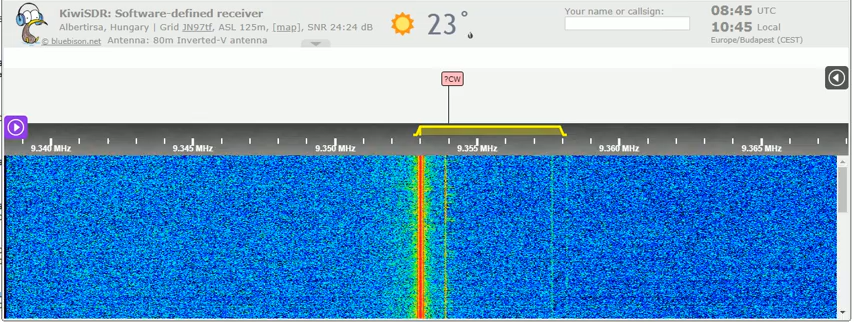 KiwiSDR: Software-defined receiver
Albertirsa, Hungary | Grid JN97tf, ASL 125m, [map], SNR 24:24 dB
© bluebison.net Antenna: 80m Inverted-V antenna
23°
Your name or callsign:
08:45 UTC
10:45 Local
Europe/Budapest (CEST)
?CW
9.340 MHz 9.345 MHz 9.350 MHz 9.355 MHz 9.360 MHz 9.365 MHz